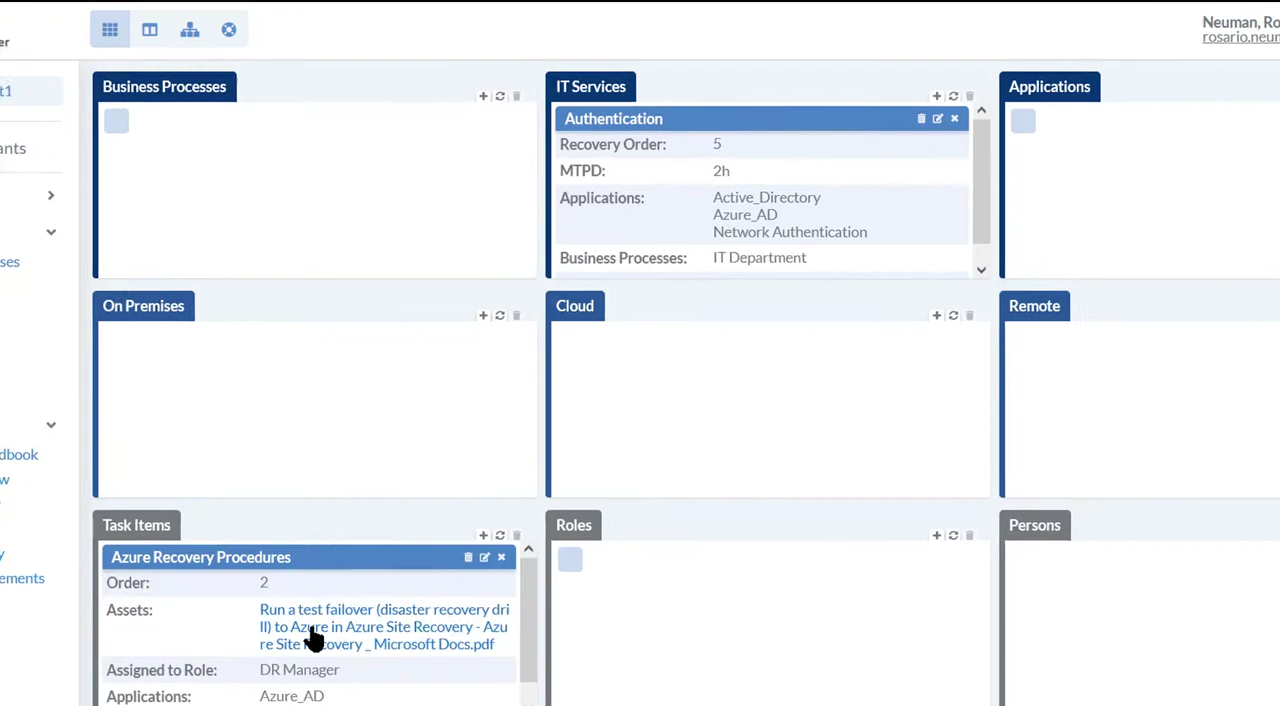 er
Neuman, Ro
rosario.neum
t1
ants
ses
dbook
w
y
ements
Business Processes
IT Services
Applications
Authentication
Recovery Order: 5
MTPD: 2h
Applications: Active_Directory
Azure_AD
Network Authentication
Business Processes: IT Department
On Premises
Cloud
Remote
Task Items
Roles
Persons
Azure Recovery Procedures
Order: 2
Assets: Run a test failover (disaster recovery dri
ll) to Azure in Azure Site Recovery - Azu
re Site Recovery _ Microsoft Docs.pdf
Assigned to Role: DR Manager
Applications: Azure_AD